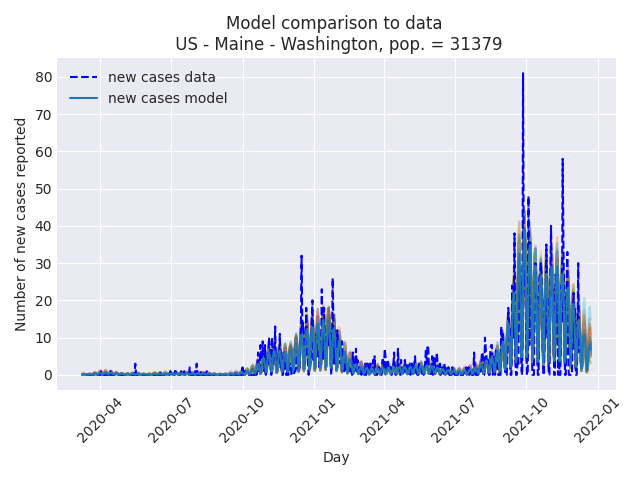 Model comparison to data
US - Maine - Washington, pop. = 31379
new cases data
new cases model
Number of new cases reported
80
70
60
50
40
30
20
10
0
2020-04
2020-07
2020-10
2021-01
2021-04
2021-07
2021-10
2022-01
Day